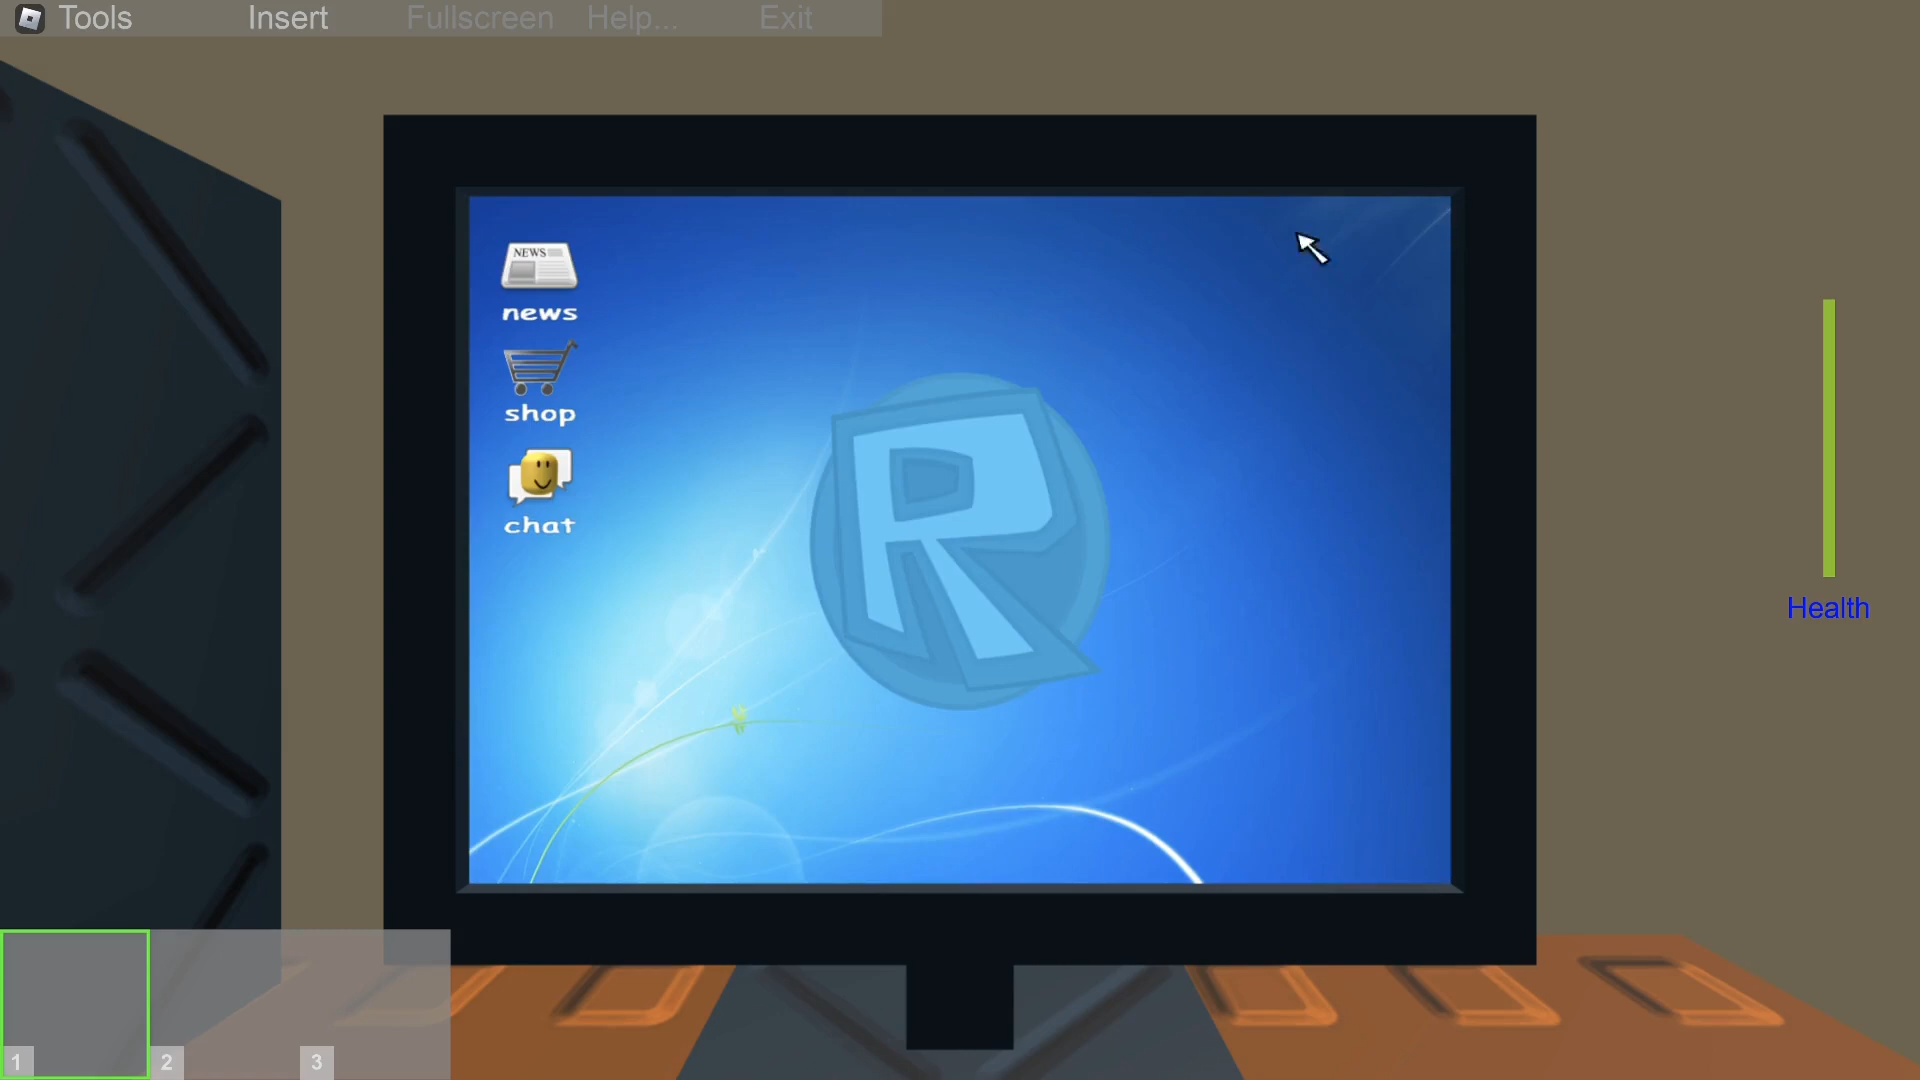 Tools Insert Fullscreen Help... Exit
NEWS
news
shop
chat
R
Health
1 2 3